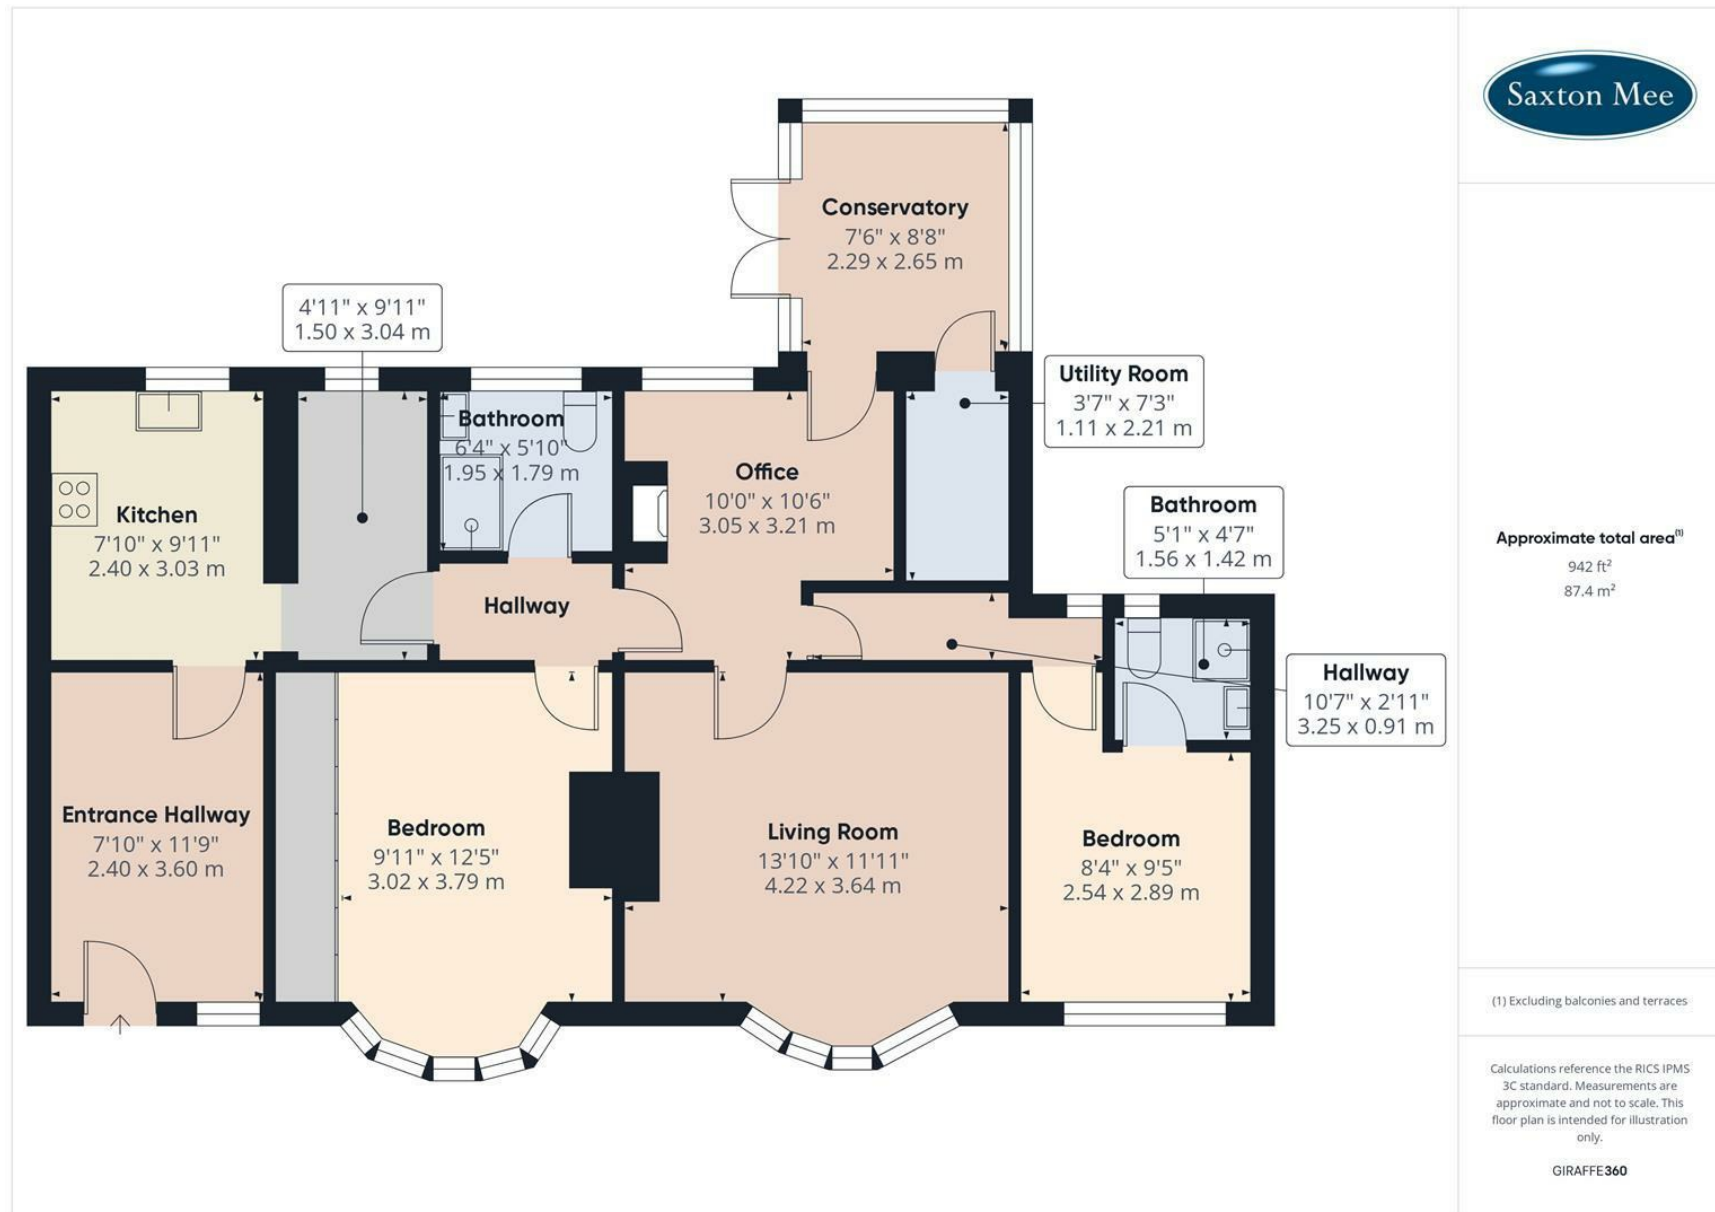 Saxton Mee
Conservatory
7'6" x 8'8"
2.29 x 2.65 m
4'11" x 9'11"
1.50 x 3.04 m
Utility Room
3'7" x 7'3"
1.11 x 2.21 m
Bathroom
6'4" x 5'10"
1.95 x 1.79 m
Office
10'0" x 10'6"
3.05 x 3.21 m
Kitchen
7'10" x 9'11"
2.40 x 3.03 m
Bathroom
5'1" x 4'7"
1.56 x 1.42 m
Hallway
Hallway
10'7" x 2'11"
3.25 x 0.91 m
Entrance Hallway
7'10" x 11'9"
2.40 x 3.60 m
Bedroom
9'11" x 12'5"
3.02 x 3.79 m
Living Room
13'10" x 11'11"
4.22 x 3.64 m
Bedroom
8'4" x 9'5"
2.54 x 2.89 m
Approximate total area⁽¹⁾
942 ft²
87.4 m²
(1) Excluding balconies and terraces
Calculations reference the RICS IPMS
3C standard. Measurements are
approximate and not to scale. This
floor plan is intended for illustration
only.
GIRAFFE360